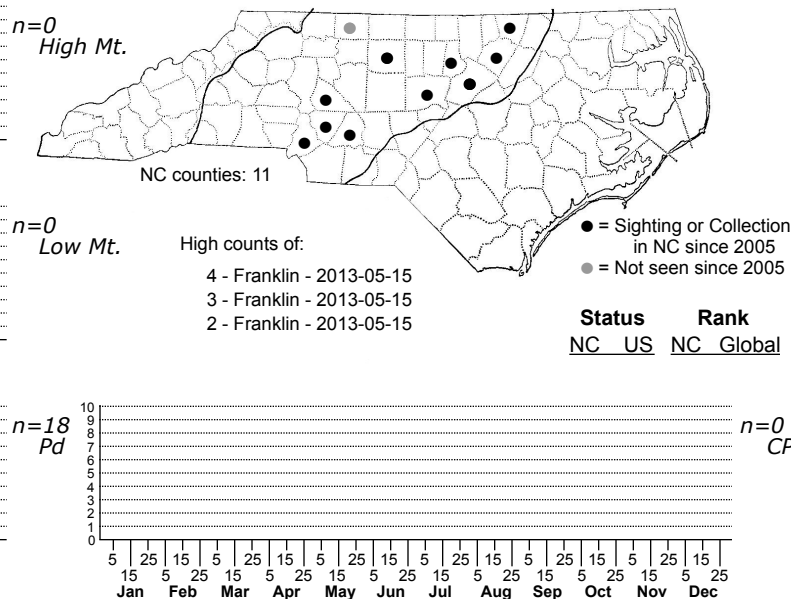 n=0
High Mt.
NC counties: 11
n=0
Low Mt.
High counts of:
4 - Franklin - 2013-05-15
3 - Franklin - 2013-05-15
2 - Franklin - 2013-05-15
● = Sighting or Collection
in NC since 2005
● = Not seen since 2005
Status Rank
NC US NC Global
n=18
Pd
10
9
8
7
6
5
4
3
2
1
0
n=0
CP
5 25 15 5 25 15 5 25 15 5 25 15 5 25 15 5 25 15
15 5 25 15 5 25 15 5 25 15 5 25 15 5 25 15 5 25
Jan Feb Mar Apr May Jun Jul Aug Sep Oct Nov Dec